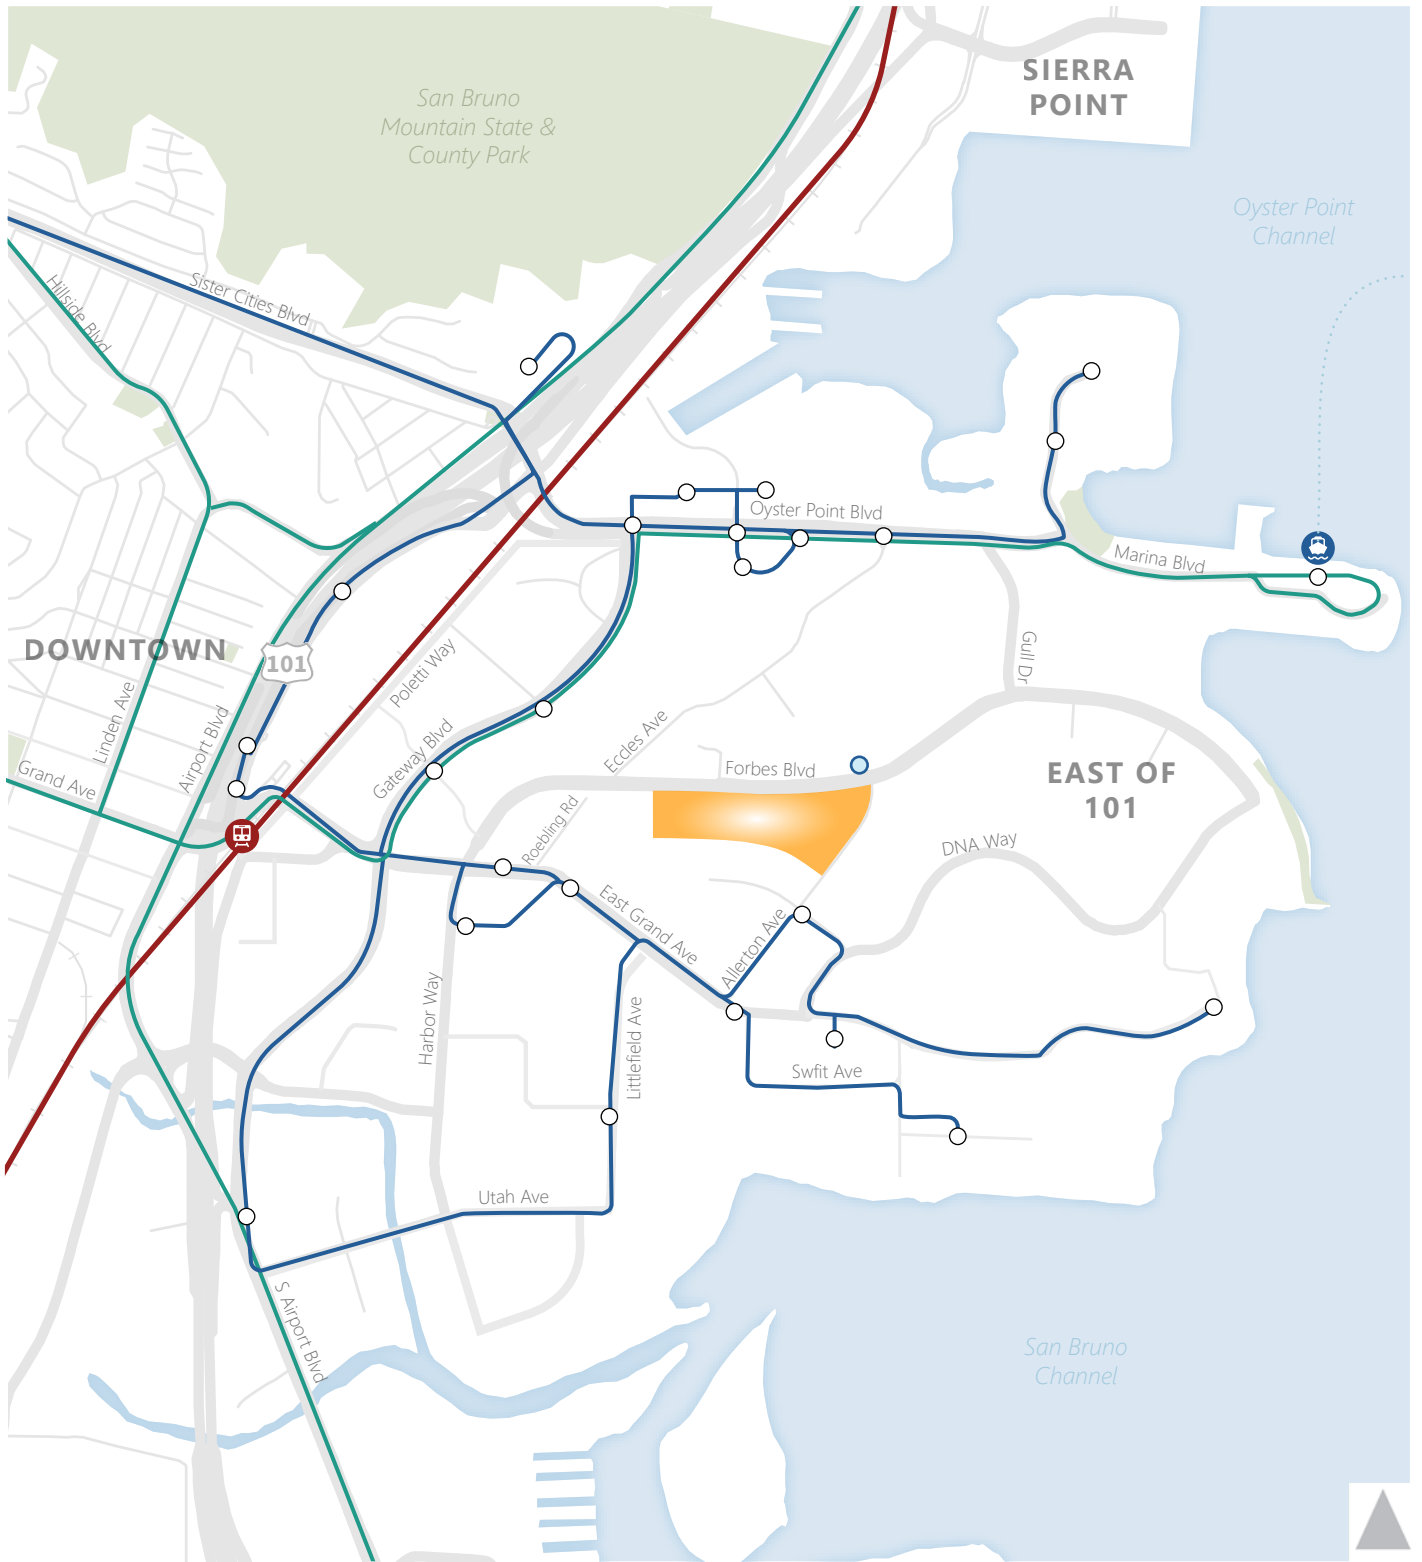 SIERRA
POINT
San Bruno
Mountain State &
County Park
Oyster Point
Channel
Sister Cities Blvd
Hillside Blvd
Oyster Point Blvd
Marina Blvd
DOWNTOWN
101
Poletti Way
Gull Dr
Linden Ave
Airport Blvd
Gateway Blvd
Eccles Ave
Grand Ave
Forbes Blvd
EAST OF
101
Roebling Rd
DNA Way
East Grand Ave
Allerton Ave
Harbor Way
Littlefield Ave
Swfit Ave
Utah Ave
S Airport Blvd
San Bruno
Channel